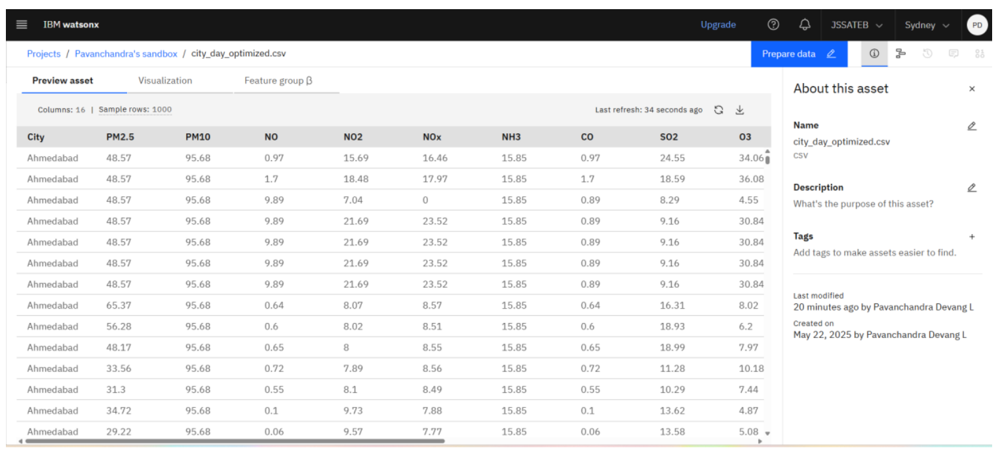 IBM watsonx Upgrade JSSATEB Sydney PD
Projects / Pavanchandra's sandbox / city_day_optimized.csv Prepare data
Preview asset Visualization Feature group β
Columns: 16 | Sample rows: 1000 Last refresh: 34 seconds ago
City PM2.5 PM10 NO NO2 NOx NH3 CO SO2 O3
Ahmedabad 48.57 95.68 0.97 15.69 16.46 15.85 0.97 24.55 34.06
Ahmedabad 48.57 95.68 1.7 18.48 17.97 15.85 1.7 18.59 36.08
Ahmedabad 48.57 95.68 9.89 7.04 0 15.85 0.89 8.29 4.55
Ahmedabad 48.57 95.68 9.89 21.69 23.52 15.85 0.89 9.16 30.84
Ahmedabad 48.57 95.68 9.89 21.69 23.52 15.85 0.89 9.16 30.84
Ahmedabad 48.57 95.68 9.89 21.69 23.52 15.85 0.89 9.16 30.84
Ahmedabad 48.57 95.68 9.89 21.69 23.52 15.85 0.89 9.16 30.84
Ahmedabad 65.37 95.68 0.64 8.07 8.57 15.85 0.64 16.31 8.02
Ahmedabad 56.28 95.68 0.6 8.02 8.51 15.85 0.6 18.93 6.2
Ahmedabad 48.17 95.68 0.65 8 8.55 15.85 0.65 18.99 7.97
Ahmedabad 33.56 95.68 0.72 7.89 8.56 15.85 0.72 11.28 10.18
Ahmedabad 31.3 95.68 0.55 8.1 8.49 15.85 0.55 10.29 7.44
Ahmedabad 34.72 95.68 0.1 9.73 7.88 15.85 0.1 13.62 4.87
Ahmedabad 29.22 95.68 0.06 9.57 7.77 15.85 0.06 13.58 5.08
About this asset
Name
city_day_optimized.csv
CSV
Description
What's the purpose of this asset?
Tags
Add tags to make assets easier to find.
Last modified
20 minutes ago by Pavanchandra Devang L
Created on
May 22, 2025 by Pavanchandra Devang L